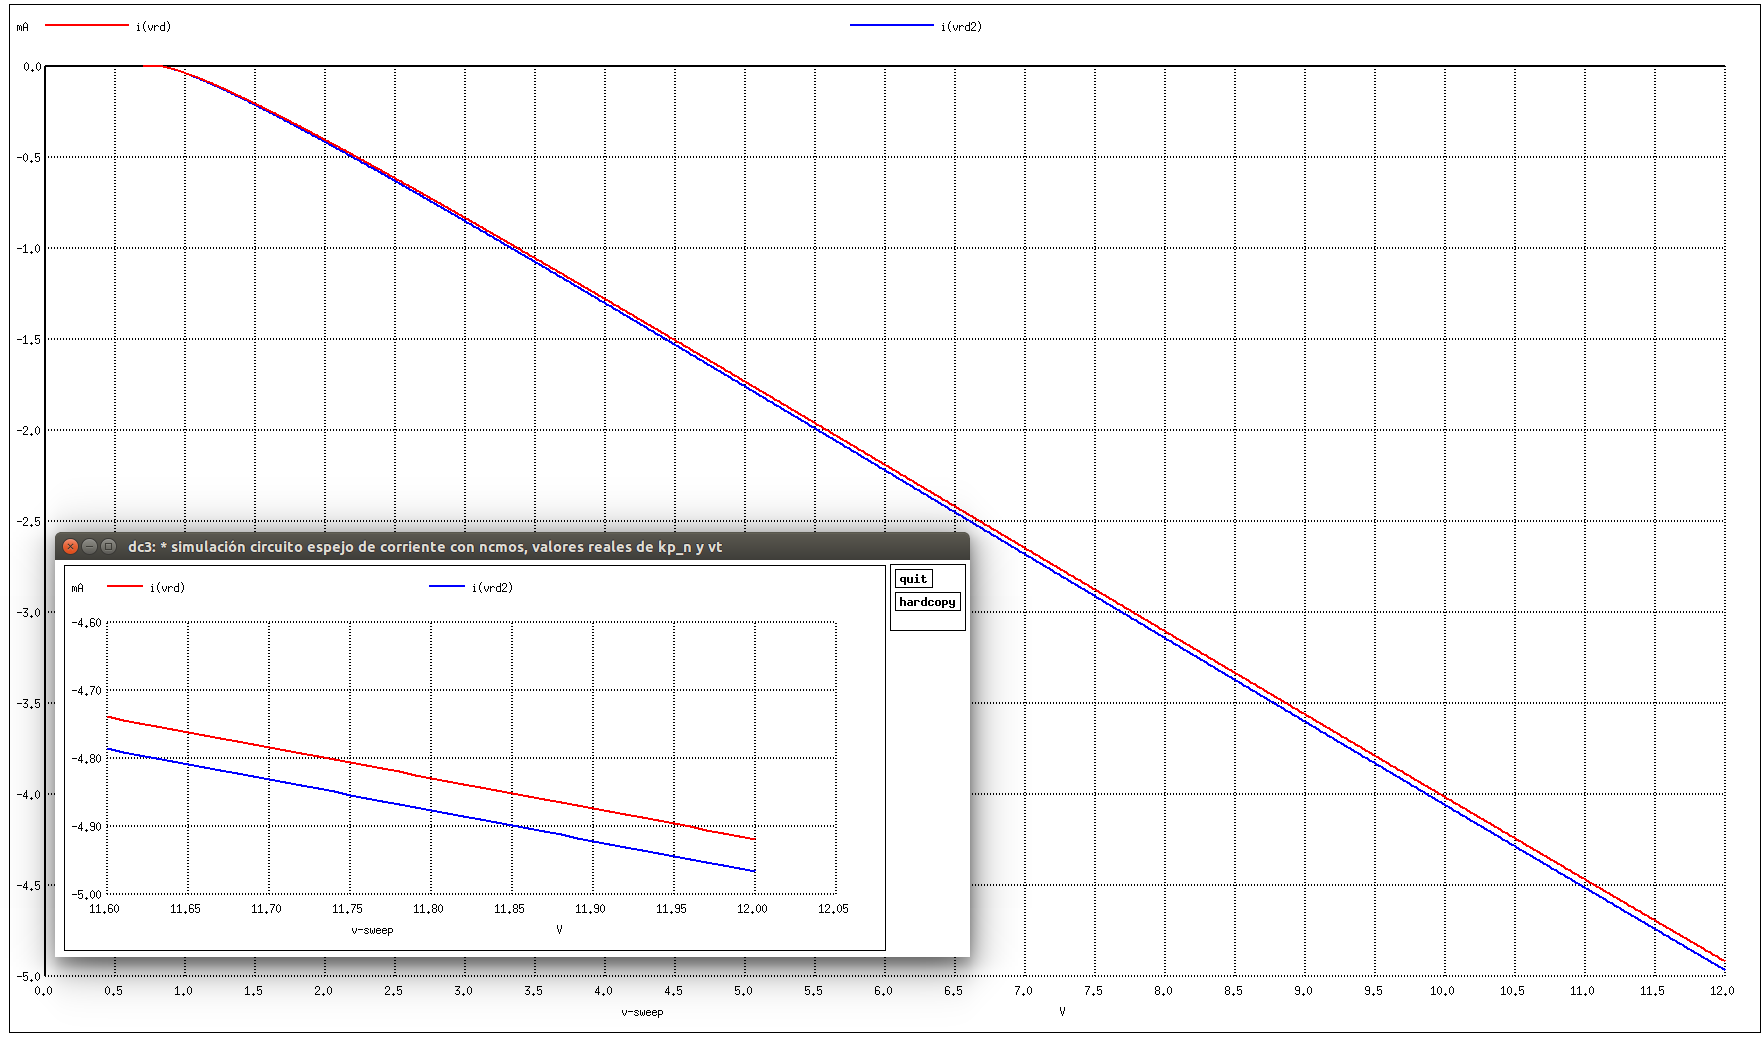 mA i(vrd) i(vrd2)
0.0
-0.5
-1.0
-1.5
-2.0
-2.5
-3.0
-3.5
-4.0
-4.5
-5.0
0.0 0.5 1.0 1.5 2.0 2.5 3.0 3.5 4.0 4.5 5.0 5.5 6.0 6.5 7.0 7.5 8.0 8.5 9.0 9.5 10.0 10.5 11.0 11.5 12.0
v-sweep V
dc3: * simulación circuito espejo de corriente con ncmos, valores reales de kp_n y vt
mA i(vrd) i(vrd2)
quit
hardcopy
-4.60
-4.70
-4.80
-4.90
-5.00
11.60 11.65 11.70 11.75 11.80 11.85 11.90 11.95 12.00 12.05
v-sweep V